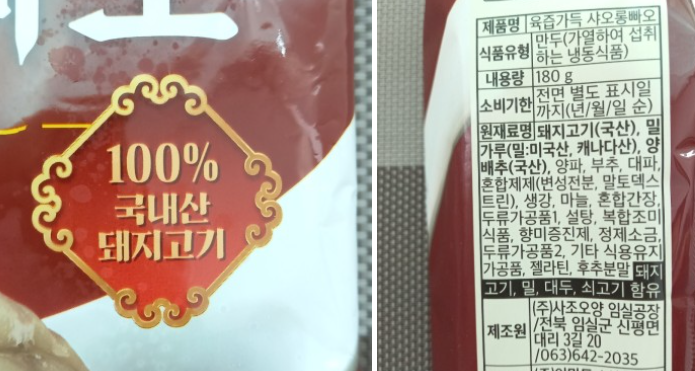 100%
국내산
돼지고기
제품명 육즙가득 샤오롱빠오
식품유형 만두(가열하여 섭취
하는 냉동식품)
내용량 180 g
소비기한 전면 별도 표시일
까지(년/월/일 순)
원재료명 돼지고기(국산), 밀
가루(밀:미국산, 캐나다산), 양
배추(국산), 양파, 부추, 대파,
혼합제제(변성전분, 말토덱스
트린), 생강, 마늘, 혼합간장,
두류가공품1, 설탕, 복합조미
식품, 향미증진제, 정제소금,
두류가공품2, 기타 식용유지
가공품, 젤라틴, 후추분말 돼지
고기, 밀, 대두, 쇠고기 함유
제조원 (주)사조오양 임실공장
/전북 임실군 신평면
대리 3길 20
/063)642-2035